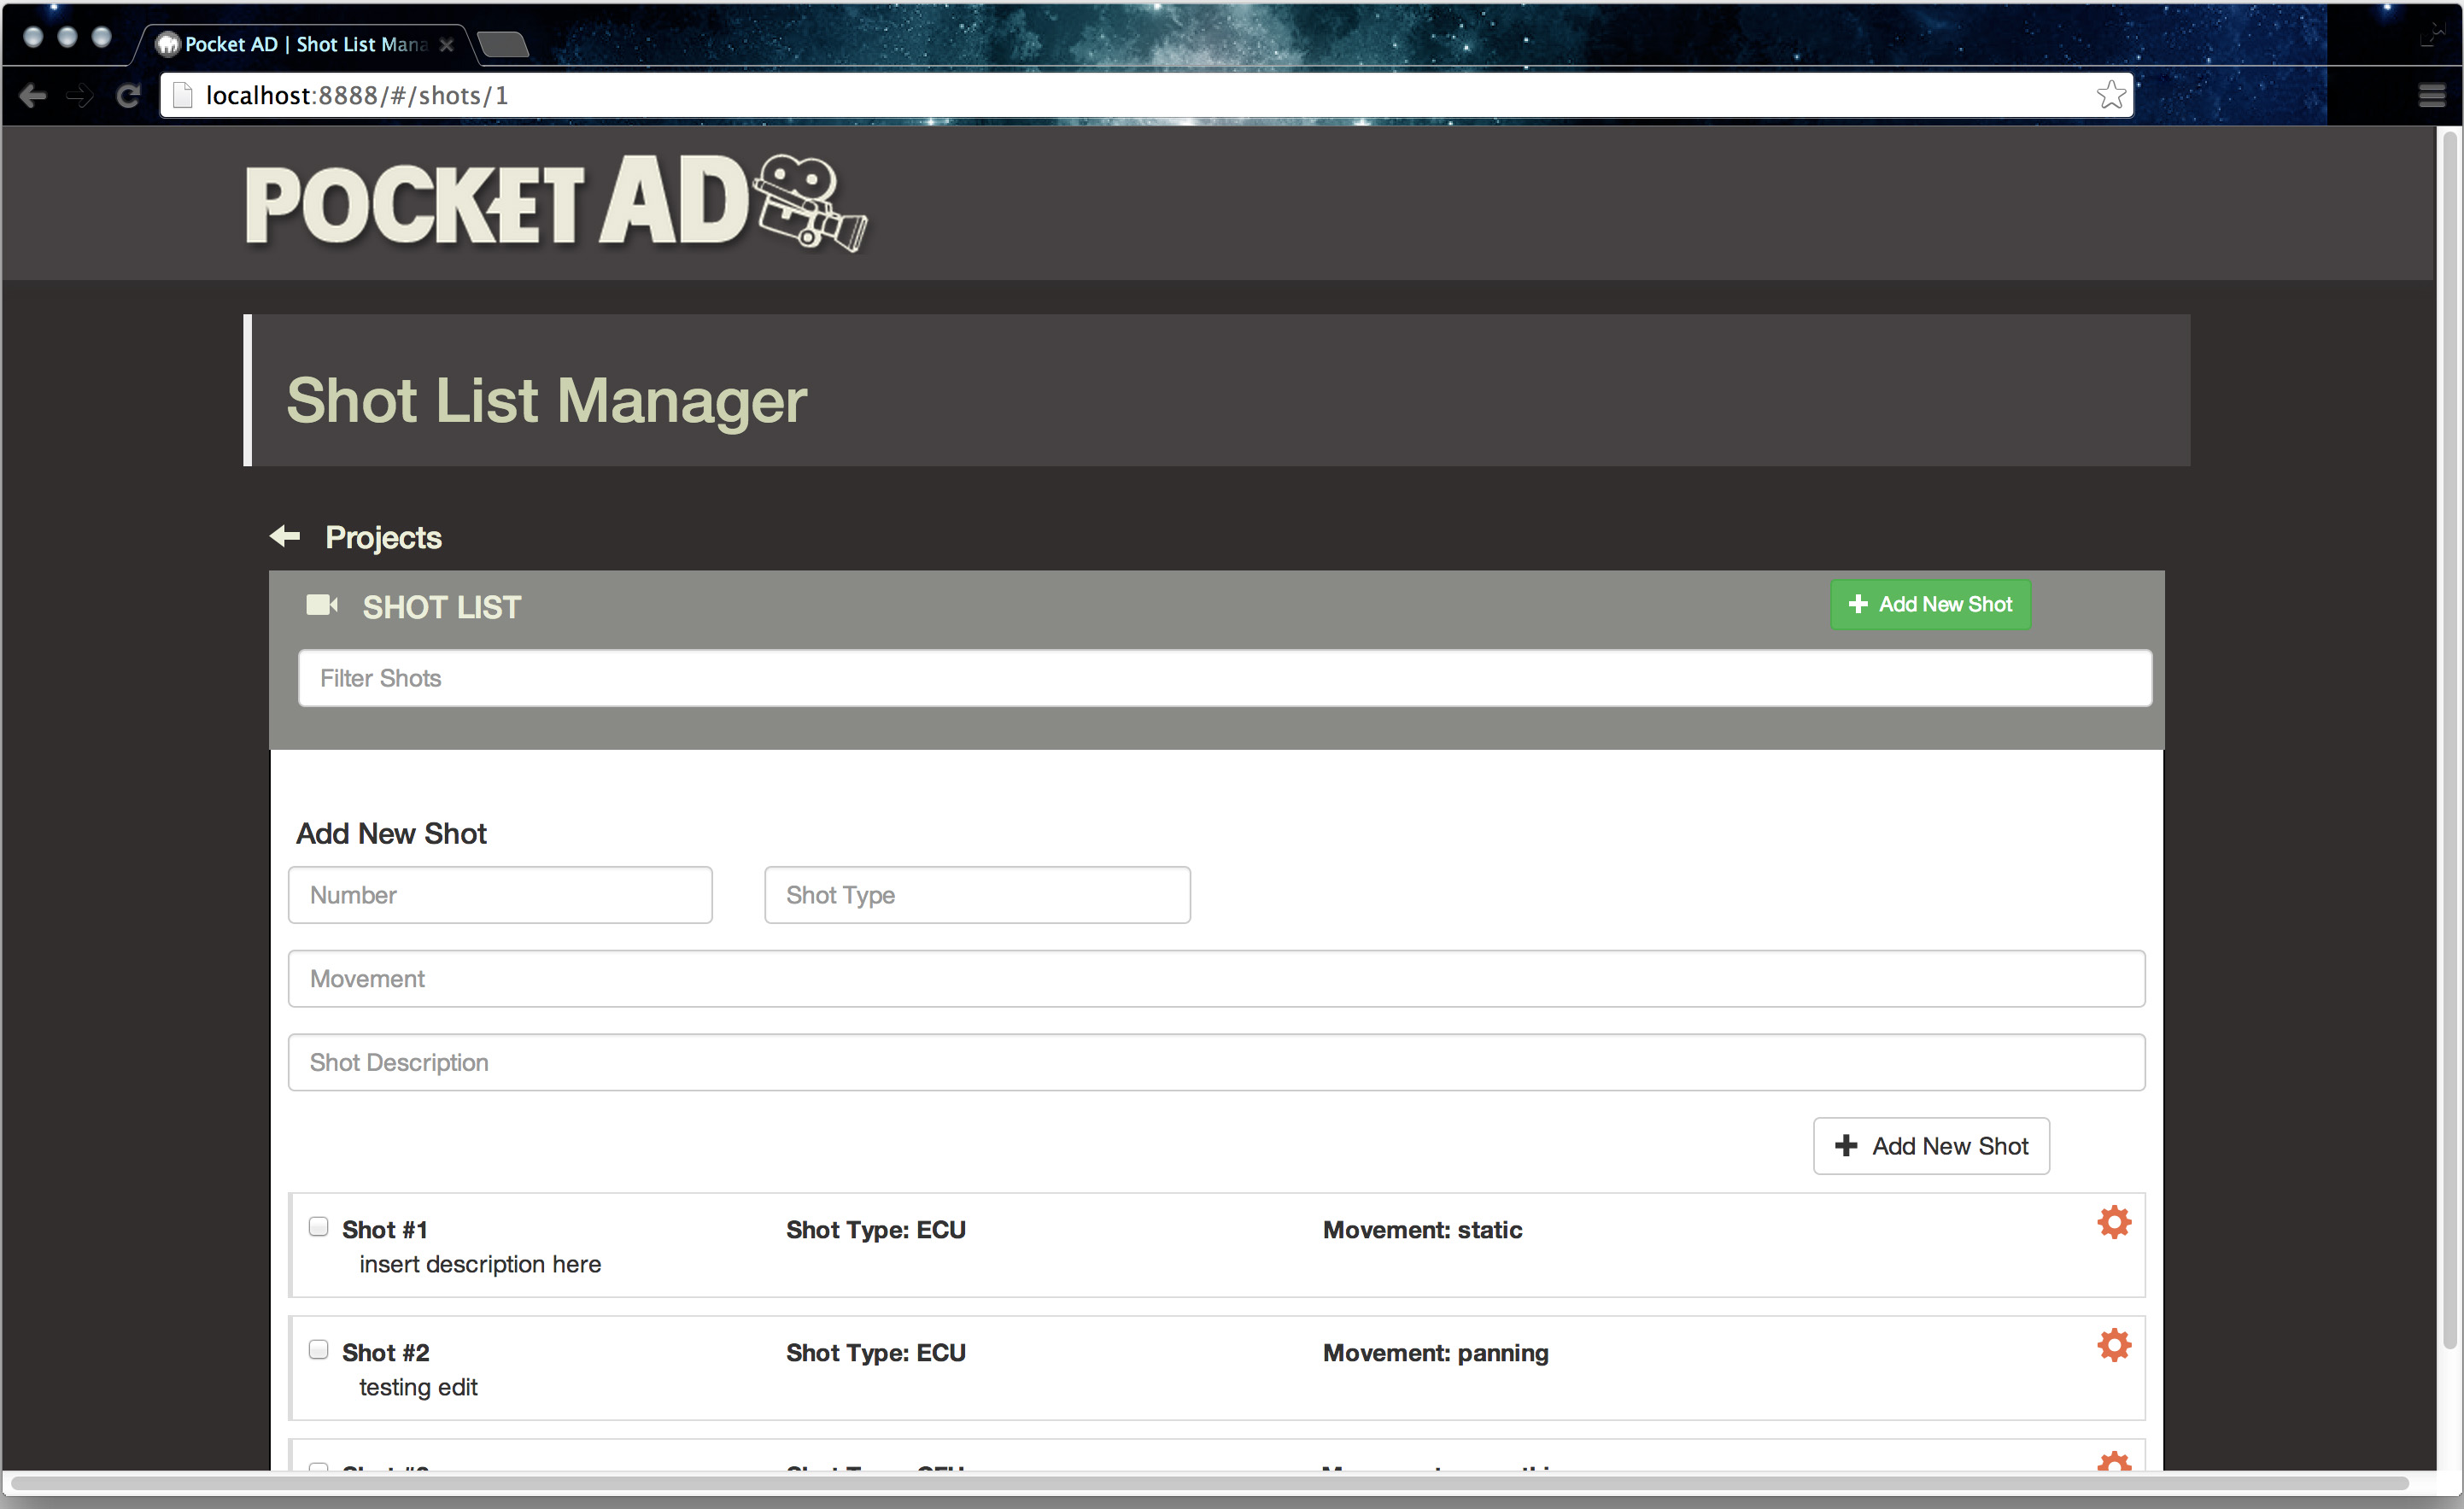 Pocket AD | Shot List Mana
localhost:8888/#/shots/1
POCKET AD
Shot List Manager
Projects
SHOT LIST
Add New Shot
Filter Shots
Add New Shot
Number
Shot Type
Movement
Shot Description
Add New Shot
Shot #1 Shot Type: ECU Movement: static
insert description here
Shot #2 Shot Type: ECU Movement: panning
testing edit